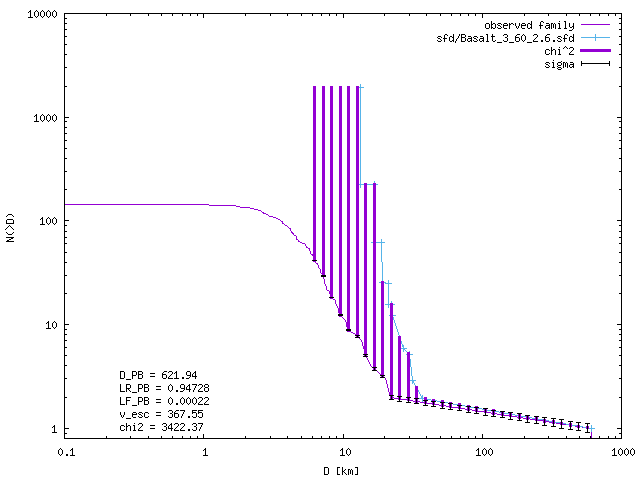 10000
observed family
sfd/Basalt_3_60_2.6.sfd
chi^2
sigma
1000
100
N(>D)
10
D_PB = 621.94
LR_PB = 0.94728
LF_PB = 0.00022
v_esc = 367.55
chi2 = 3422.37
1
0.1 1 10 100 1000
D [km]